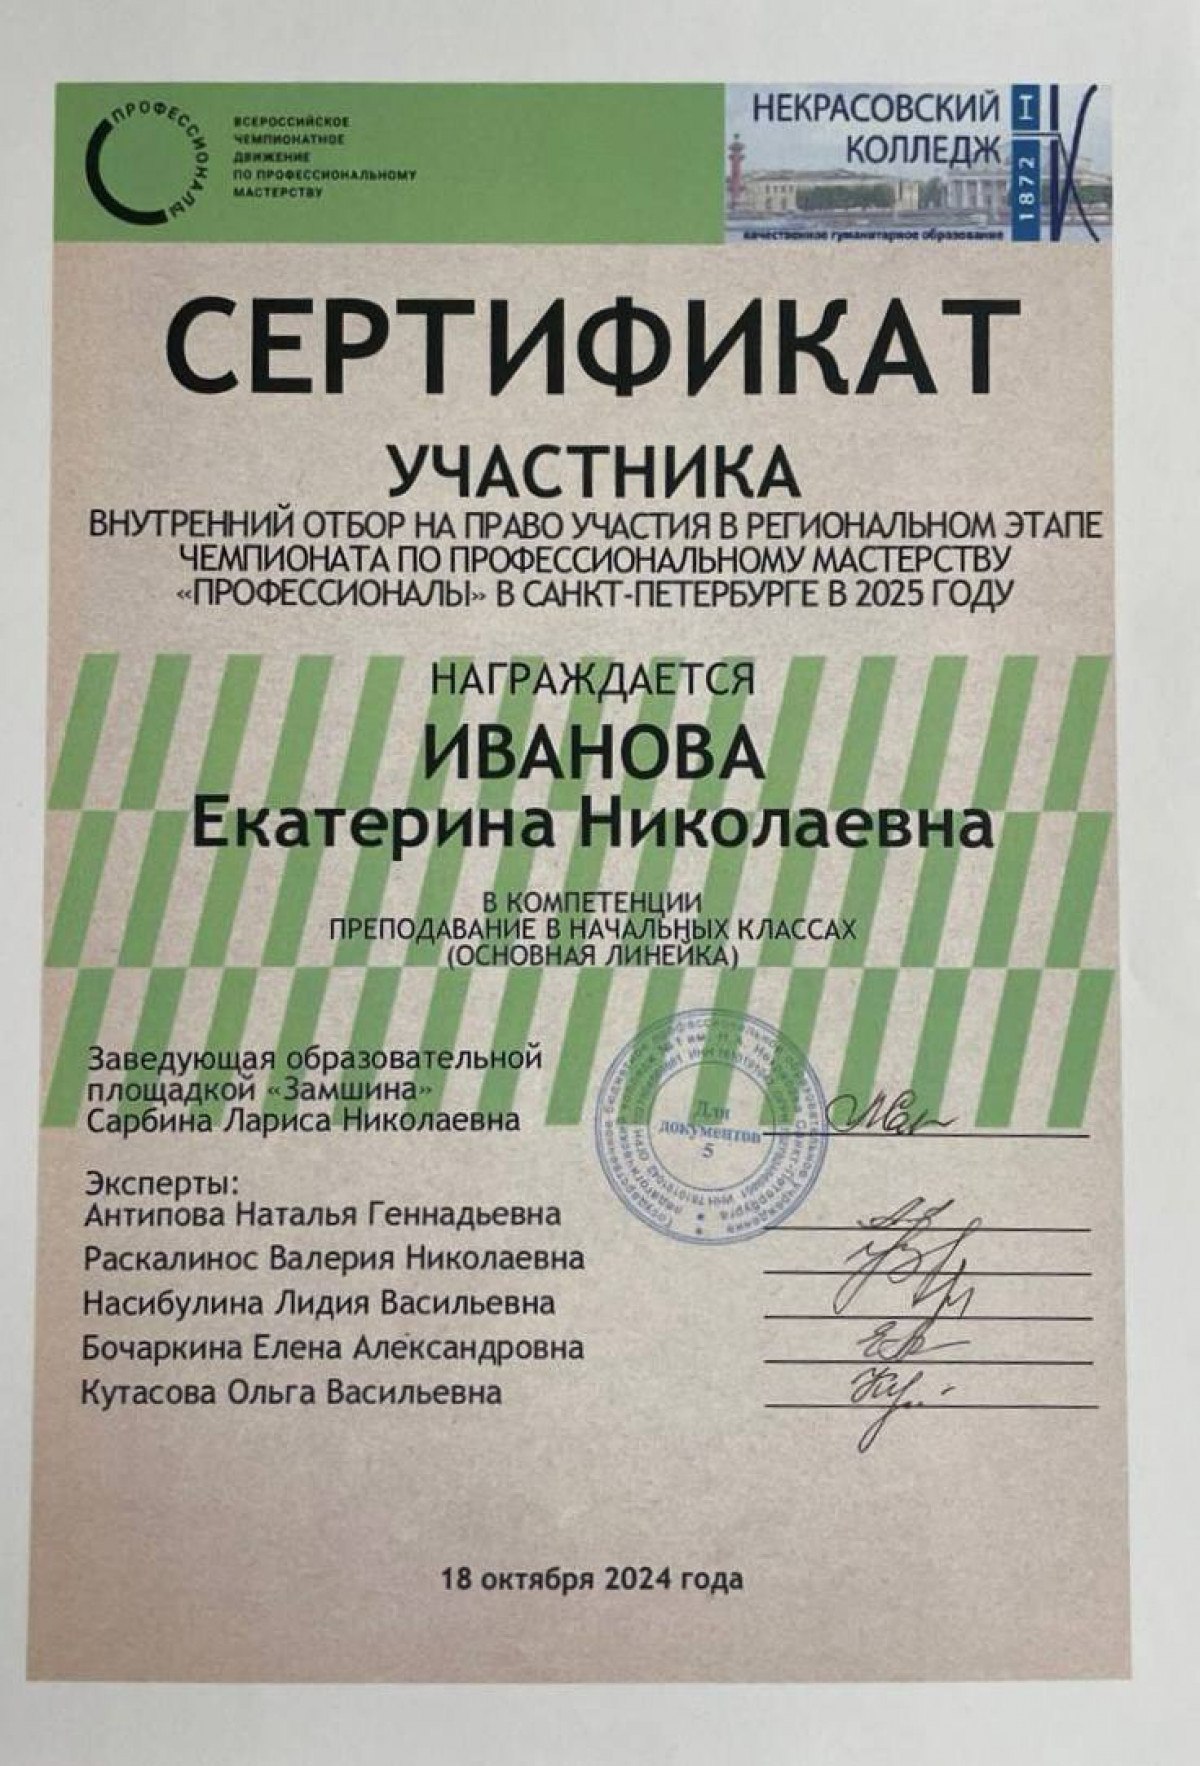 ПРОФЕССИОНАЛЫ
ВСЕРОССИЙСКОЕ
ЧЕМПИОНАТНОЕ
ДВИЖЕНИЕ
ПО ПРОФЕССИОНАЛЬНОМУ
МАСТЕРСТВУ
НЕКРАСОВСКИЙ
КОЛЛЕДЖ
1872
качественное гуманитарное образование
СЕРТИФИКАТ
УЧАСТНИКА
ВНУТРЕННИЙ ОТБОР НА ПРАВО УЧАСТИЯ В РЕГИОНАЛЬНОМ ЭТАПЕ
ЧЕМПИОНАТА ПО ПРОФЕССИОНАЛЬНОМУ МАСТЕРСТВУ
«ПРОФЕССИОНАЛЫ» В САНКТ-ПЕТЕРБУРГЕ В 2025 ГОДУ
НАГРАЖДАЕТСЯ
ИВАНОВА
Екатерина Николаевна
В КОМПЕТЕНЦИИ
ПРЕПОДАВАНИЕ В НАЧАЛЬНЫХ КЛАССАХ
(ОСНОВНАЯ ЛИНЕЙКА)
Заведующая образовательной
площадкой «Замшина»
Сарбина Лариса Николаевна
Для
документов
5
Эксперты:
Антипова Наталья Геннадьевна
Раскалинос Валерия Николаевна
Насибулина Лидия Васильевна
Бочаркина Елена Александровна
Кутасова Ольга Васильевна
18 октября 2024 года